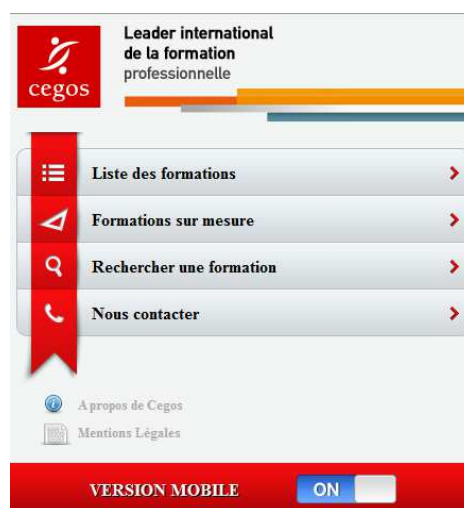 Leader international
de la formation
professionnelle
cegos
Liste des formations
Formations sur mesure
Rechercher une formation
Nous contacter
A propos de Cegos
Mentions Légales
VERSION MOBILE ON